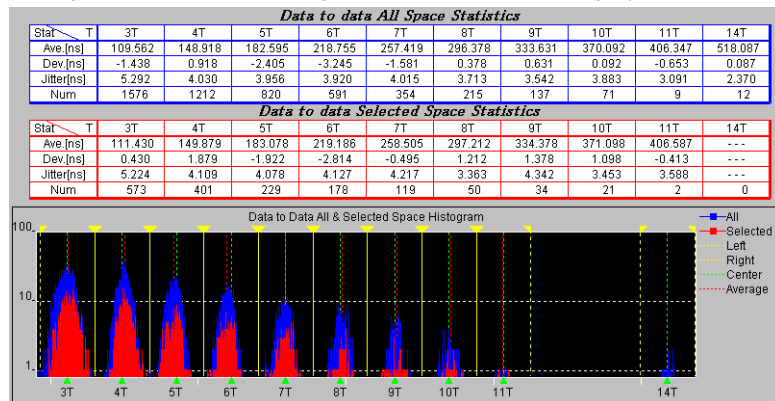 Data to data All Space Statistics
Stat T 3T 4T 5T 6T 7T 8T 9T 10T 11T 14T
Ave.[ns] 109.562 148.918 182.595 218.755 257.419 296.378 333.631 370.092 406.347 518.087
Dev.[ns] -1.438 0.918 -2.405 -3.245 -1.581 0.378 0.631 0.092 -0.653 0.087
Jitter[ns] 5.292 4.030 3.956 3.920 4.015 3.713 3.542 3.883 3.091 2.370
Num 1576 1212 820 591 354 215 137 71 9 12
Data to data Selected Space Statistics
Stat T 3T 4T 5T 6T 7T 8T 9T 10T 11T 14T
Ave.[ns] 111.430 149.879 183.078 219.186 258.505 297.212 334.378 371.098 406.587 ---
Dev.[ns] 0.430 1.879 -1.922 -2.814 -0.495 1.212 1.378 1.098 -0.413 ---
Jitter[ns] 5.224 4.109 4.078 4.127 4.217 3.363 4.342 3.453 3.588 ---
Num 573 401 229 178 119 50 34 21 2 0
Data to Data All & Selected Space Histogram
100
10
1
3T 4T 5T 6T 7T 8T 9T 10T 11T 14T
All
Selected
Left
Right
Center
Average